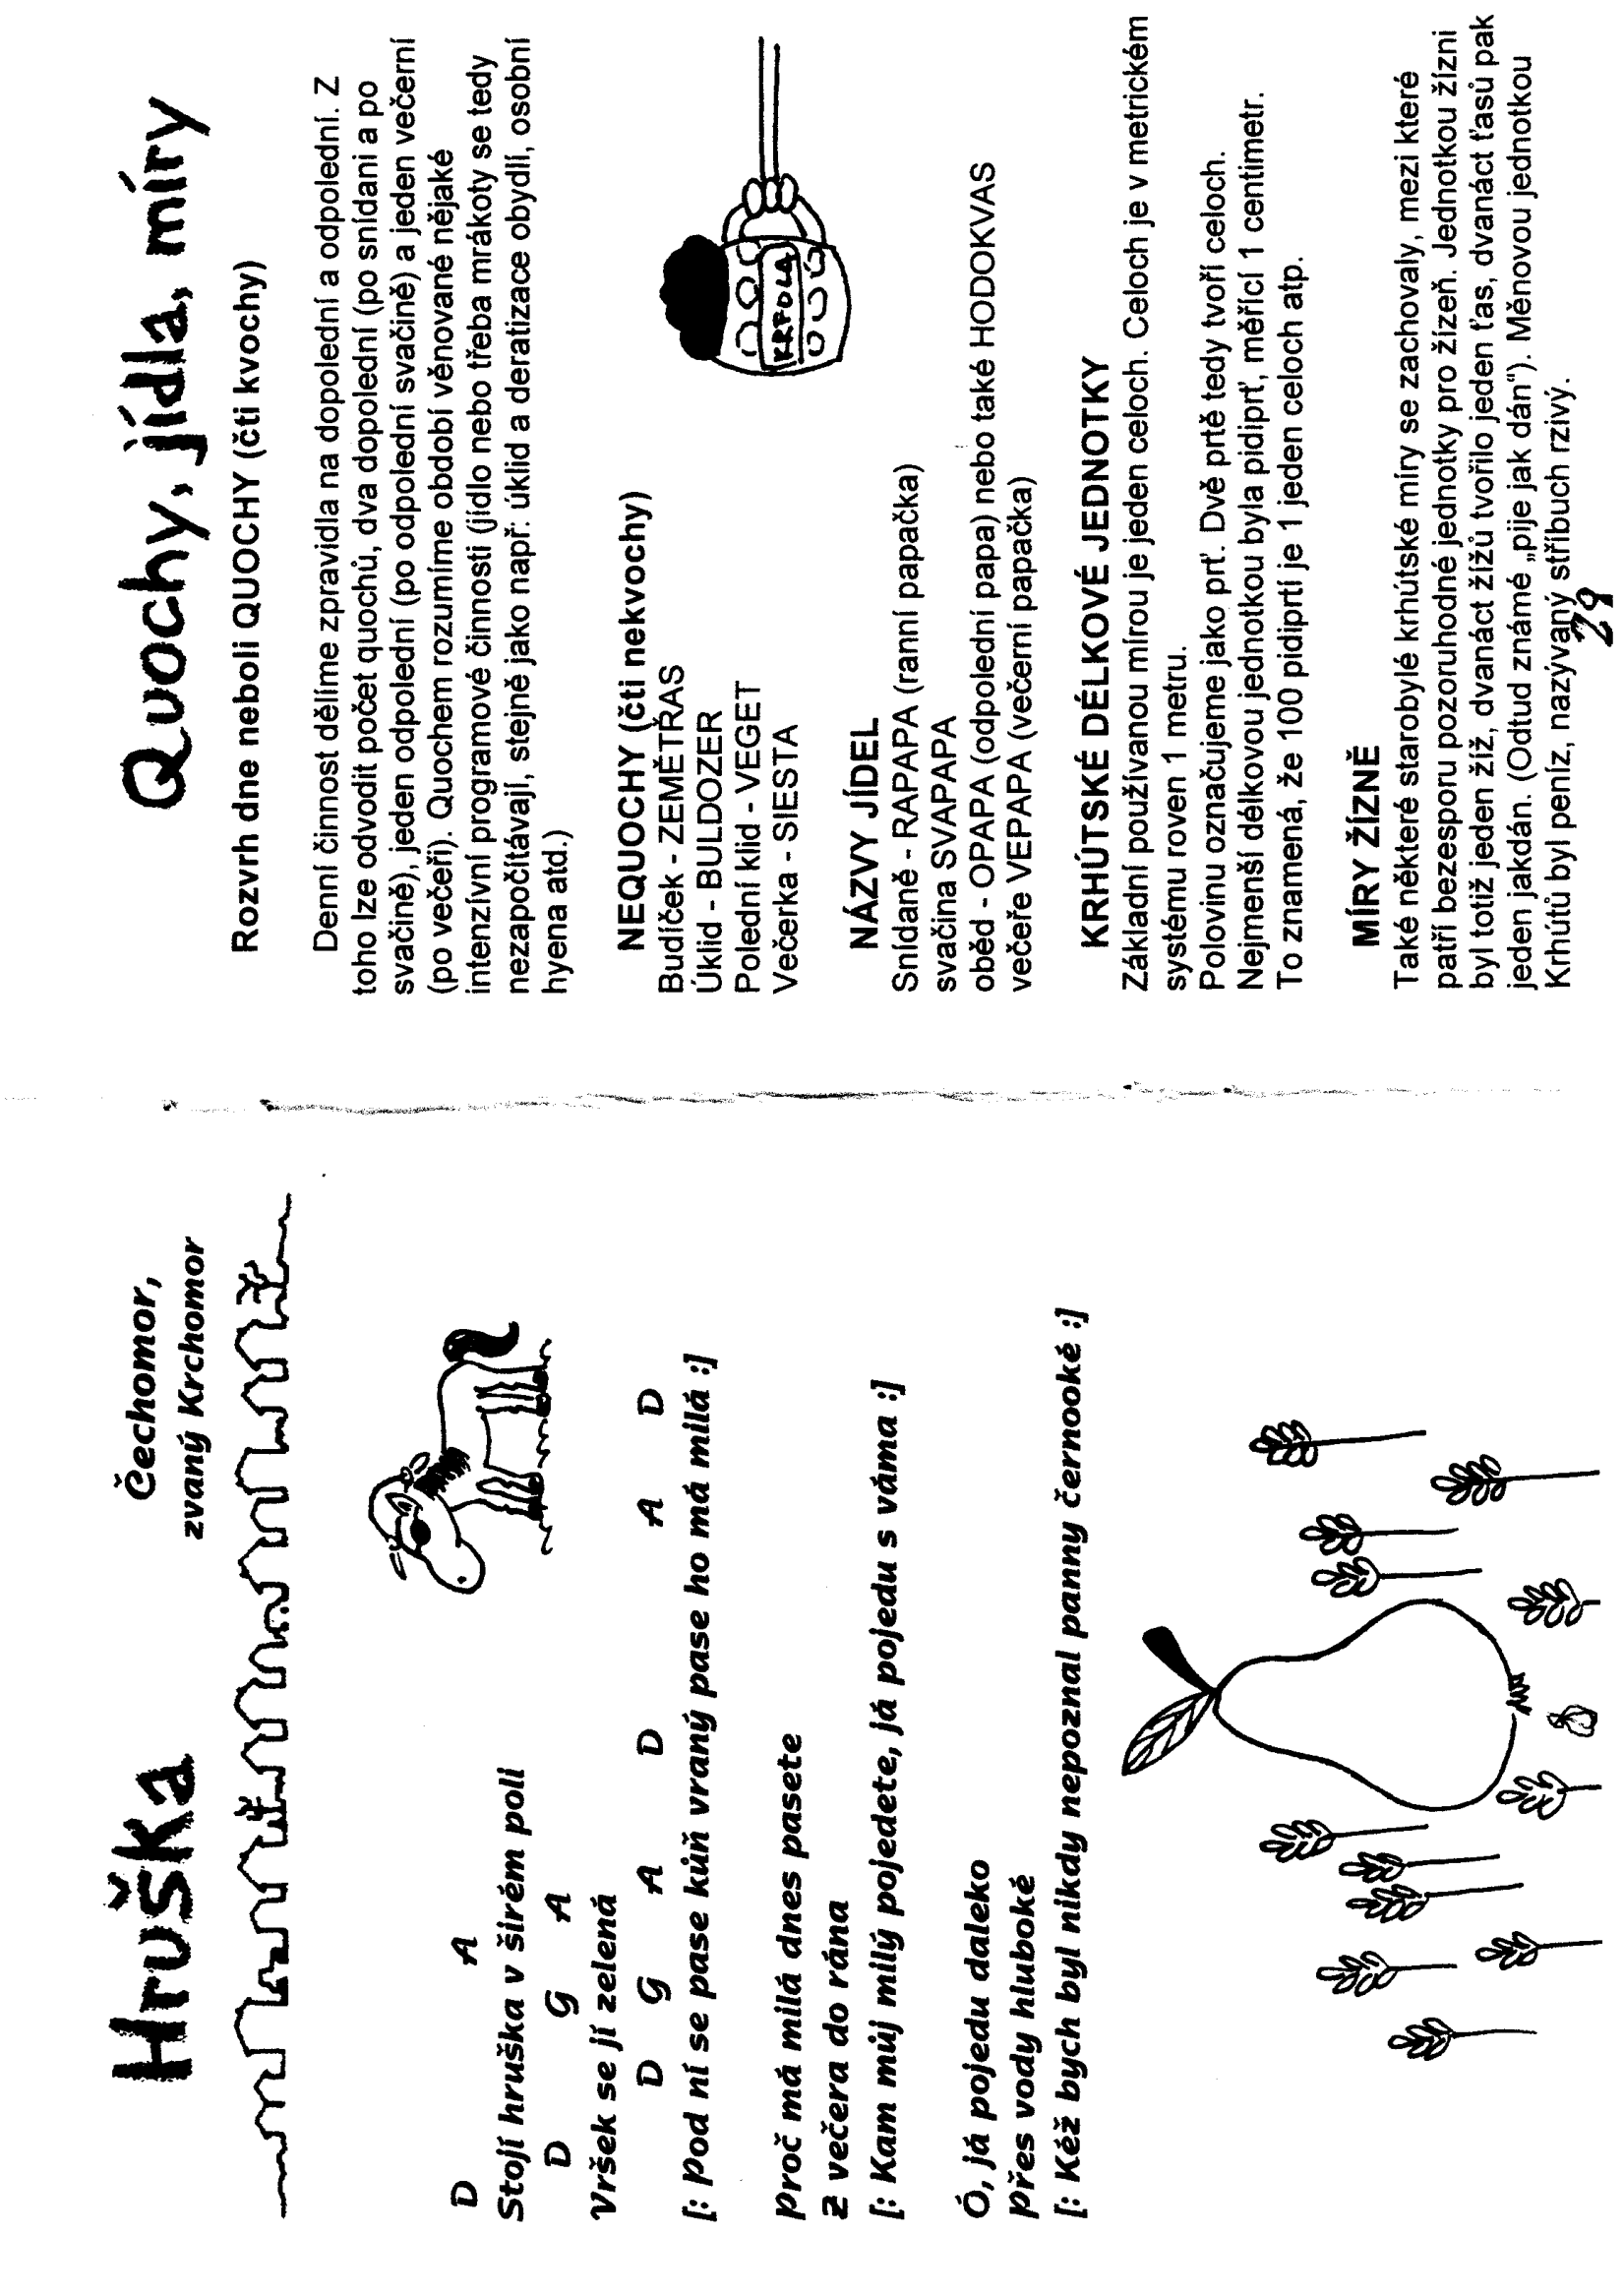 Hruška
Čechomor,
zvaný Krchomor
D A
Stojí hruška v širém poli
D G A
Vršek se jí zelená
D G A D A D
[: Pod ní se pase kůň vraný pase ho má milá :]
Proč má milá dnes pasete
Z večera do rána
[: Kam můj milý pojedete, já pojedu s váma :]
Ó, já pojedu daleko
Přes vody hluboké
[: Kéž bych byl nikdy nepoznal panny černooké :]
Quochy, jídla, míry
Rozvrh dne neboli QUOCHY (čti kvochy)
Denní činnost dělíme zpravidla na dopolední a odpolední. Z
toho lze odvodit počet quochů, dva dopolední (po snídani a po
svačině), jeden odpolední (po odpolední svačině) a jeden večerní
(po večeři). Quochem rozumíme období věnované nějaké
intenzívní programové činnosti (jídlo nebo třeba mrákoty se tedy
nezapočítávají, stejně jako např. úklid a deratizace obydlí, osobní
hyena atd.)
KRFOLA
NEQUOCHY (čti nekvochy)
Budíček - ZEMĚTŘAS
Úklid - BULDOZER
Polední klid - VEGET
Večerka - SIESTA
NÁZVY JÍDEL
Snídaně - RAPAPA (ranní papačka)
svačina SVAPAPA
oběd - OPAPA (odpolední papa) nebo také HODOKVAS
večeře VEPAPA (večerní papačka)
KRHÚTSKÉ DÉLKOVÉ JEDNOTKY
Základní používanou mírou je jeden celoch. Celoch je v metrickém
systému roven 1 metru.
Polovinu označujeme jako prť. Dvě prtě tedy tvoří celoch.
Nejmenší délkovou jednotkou byla pidiprť, měřící 1 centimetr.
To znamená, že 100 pidiprtí je 1 jeden celoch atp.
MÍRY ŽÍZNĚ
Také některé starobylé krhútské míry se zachovaly, mezi které
patří bezesporu pozoruhodné jednotky pro žízeň. Jednotkou žízni
byl totiž jeden žíž, dvanáct žížů tvořilo jeden ťas, dvanáct ťasů pak
jeden jakdán. (Odtud známé „pije jak dán"). Měnovou jednotkou
Krhútů byl peníz, nazývaný stříbuch rzivý.
28